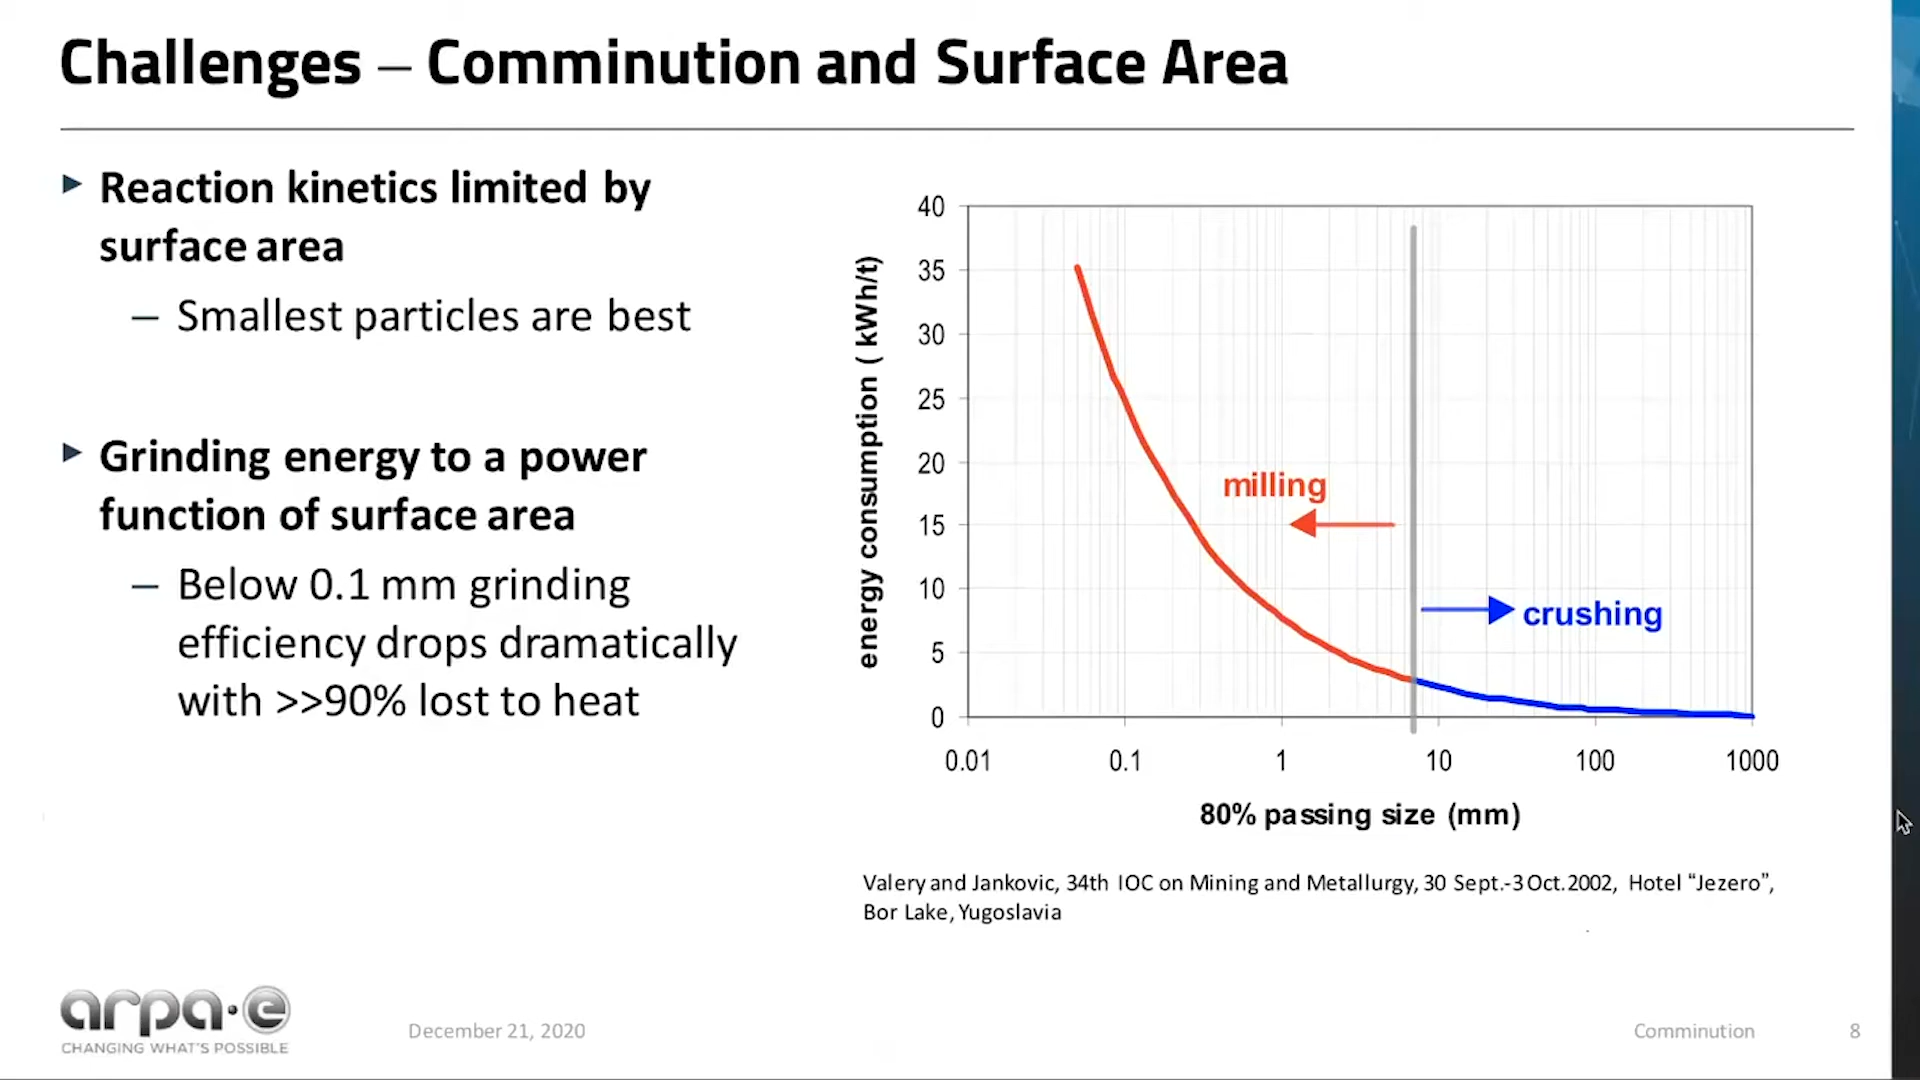 Challenges – Comminution and Surface Area
Reaction kinetics limited by
surface area
– Smallest particles are best
Grinding energy to a power
function of surface area
– Below 0.1 mm grinding
efficiency drops dramatically
with >>90% lost to heat
energy consumption ( kWh/t)
40
35
30
25
20
15
10
5
0
milling
crushing
0.01 0.1 1 10 100 1000
80% passing size (mm)
Valery and Jankovic, 34th IOC on Mining and Metallurgy, 30 Sept.-3 Oct.2002, Hotel “Jezero”,
Bor Lake, Yugoslavia
arpa·e
CHANGING WHAT'S POSSIBLE
December 21, 2020
Comminution
8